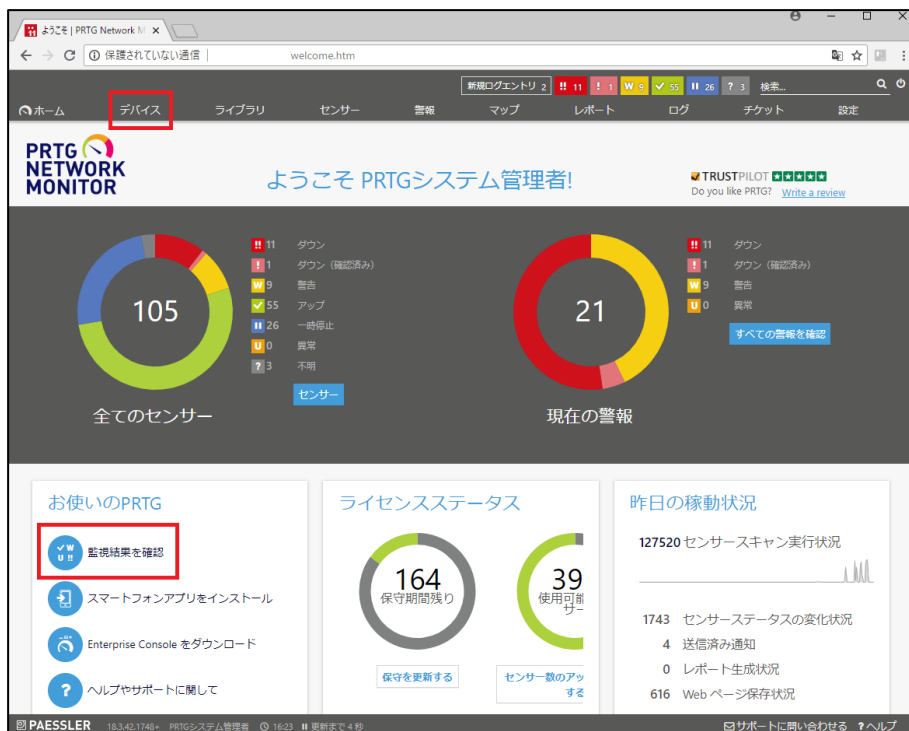 ようこそ | PRTG Network M
保護されていない通信 | welcome.htm
新規ログエントリ 2 !! 11 ! 1 W 9 55 II 26 ? 3 検索...
ホーム デバイス ライブラリ センサー 警報 マップ レポート ログ チケット 設定
PRTG
NETWORK
MONITOR
ようこそ PRTGシステム管理者!
TRUSTPILOT
Do you like PRTG? Write a review
105
全てのセンサー
!! 11 ダウン
! 1 ダウン（確認済み）
W 9 警告
55 アップ
II 26 一時停止
U 0 異常
? 3 不明
センサー
21
現在の警報
!! 11 ダウン
! 1 ダウン（確認済み）
W 9 警告
U 0 異常
すべての警報を確認
お使いのPRTG
W U !! 監視結果を確認
スマートフォンアプリをインストール
Enterprise Console をダウンロード
? ヘルプやサポートに関して
ライセンスステータス
164
保守期間残り
保守を更新する
39
使用可能
サー
センサー数のアッ
する
昨日の稼動状況
127520 センサースキャン実行状況
1743 センサーステータスの変化状況
4 送信済み通知
0 レポート生成状況
616 Web ページ保存状況
PAESSLER 18.3.42.1748+ PRTGシステム管理者 16:23 II 更新まで 4 秒 サポートに問い合わせる ?ヘルプ